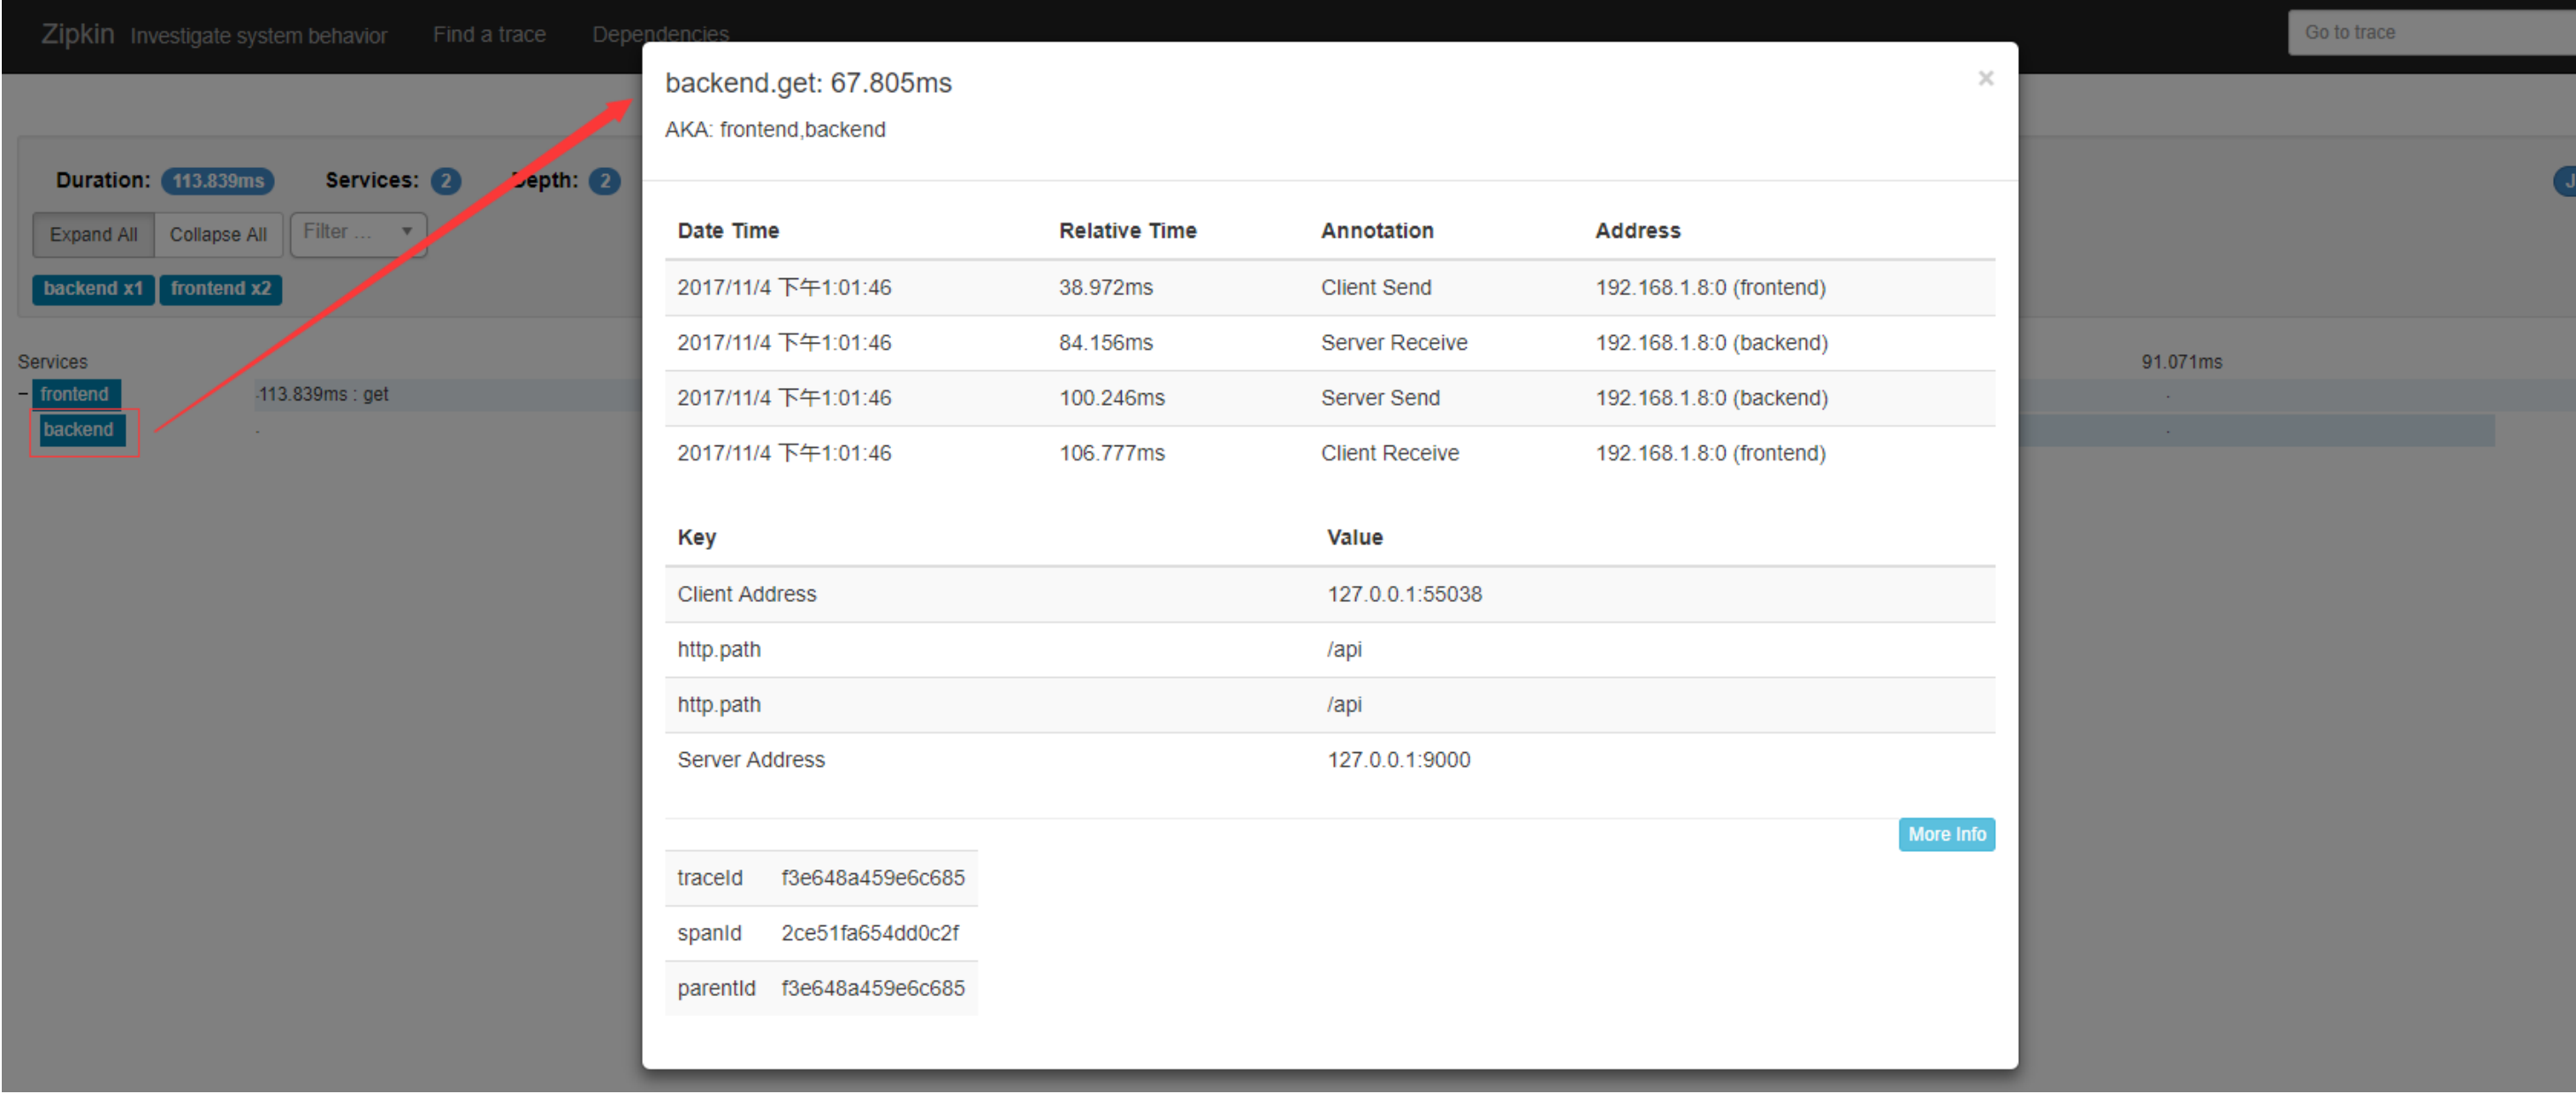 Zipkin Investigate system behavior Find a trace Dependencies Go to trace
backend.get: 67.805ms ×
AKA: frontend,backend
Duration: 113.839ms Services: 2 Depth: 2 J
Expand All Collapse All Filter ...
backend x1 frontend x2
Date Time Relative Time Annotation Address
2017/11/4 下午1:01:46 38.972ms Client Send 192.168.1.8:0 (frontend)
2017/11/4 下午1:01:46 84.156ms Server Receive 192.168.1.8:0 (backend)
2017/11/4 下午1:01:46 100.246ms Server Send 192.168.1.8:0 (backend)
2017/11/4 下午1:01:46 106.777ms Client Receive 192.168.1.8:0 (frontend)
Services 91.071ms
- frontend .113.839ms : get .
backend . .
Key Value
Client Address 127.0.0.1:55038
http.path /api
http.path /api
Server Address 127.0.0.1:9000
More Info
traceId f3e648a459e6c685
spanId 2ce51fa654dd0c2f
parentId f3e648a459e6c685